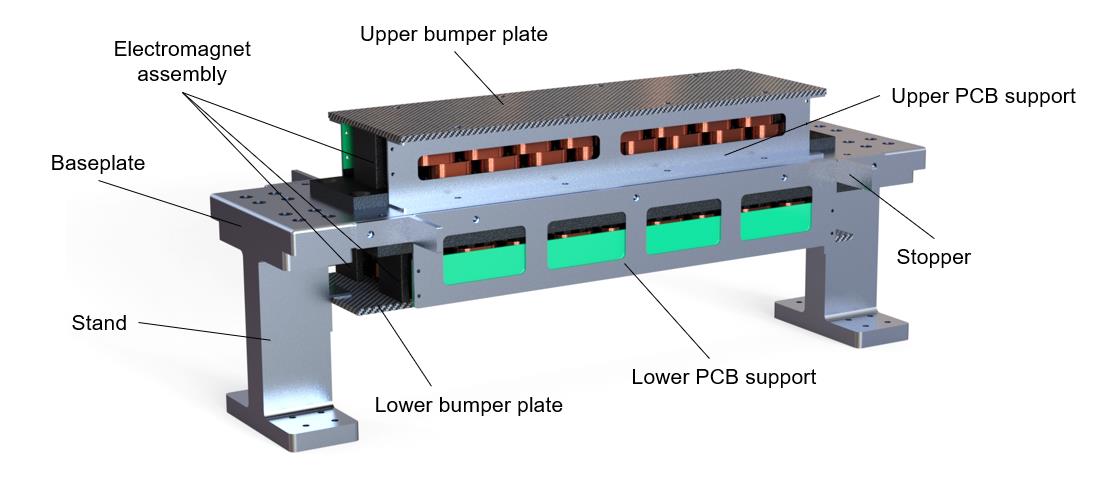 Upper bumper plate
Electromagnet
assembly
Upper PCB support
Baseplate
Stopper
Stand
Lower PCB support
Lower bumper plate